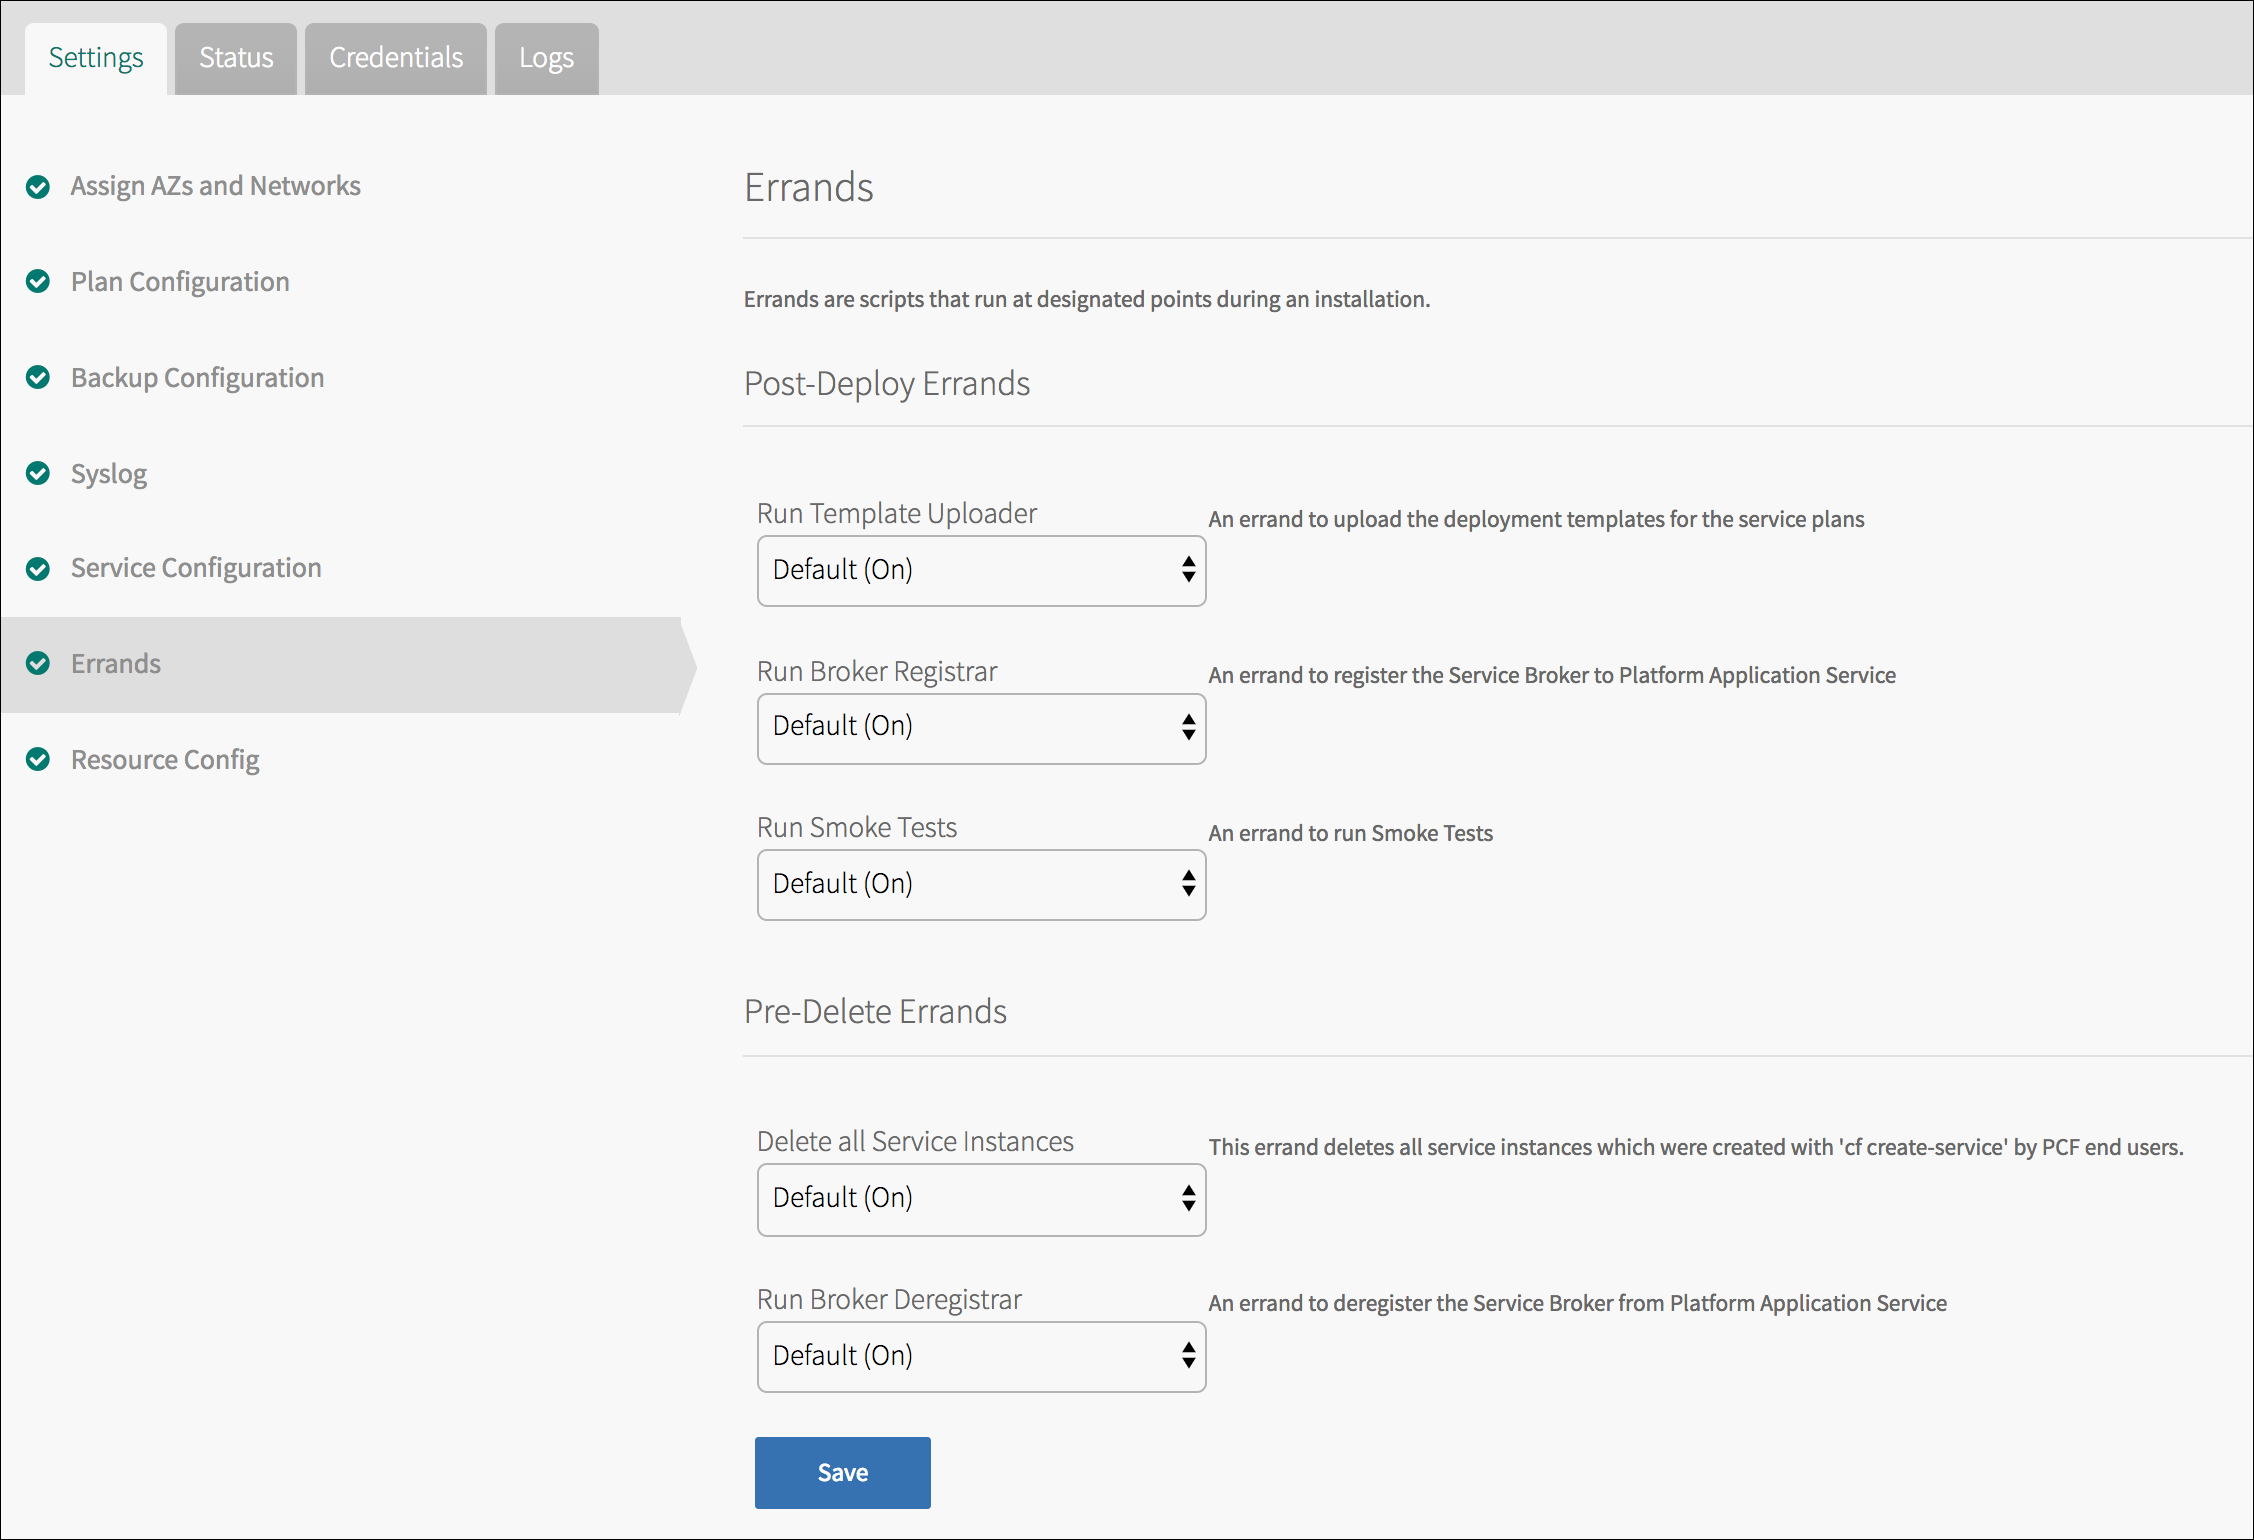 Settings
Status
Credentials
Logs
Assign AZs and Networks
Plan Configuration
Backup Configuration
Syslog
Service Configuration
Errands
Resource Config
Errands
Errands are scripts that run at designated points during an installation.
Post-Deploy Errands
Run Template Uploader
An errand to upload the deployment templates for the service plans
Default (On)
Run Broker Registrar
An errand to register the Service Broker to Platform Application Service
Default (On)
Run Smoke Tests
An errand to run Smoke Tests
Default (On)
Pre-Delete Errands
Delete all Service Instances
This errand deletes all service instances which were created with 'cf create-service' by PCF end users.
Default (On)
Run Broker Deregistrar
An errand to deregister the Service Broker from Platform Application Service
Default (On)
Save